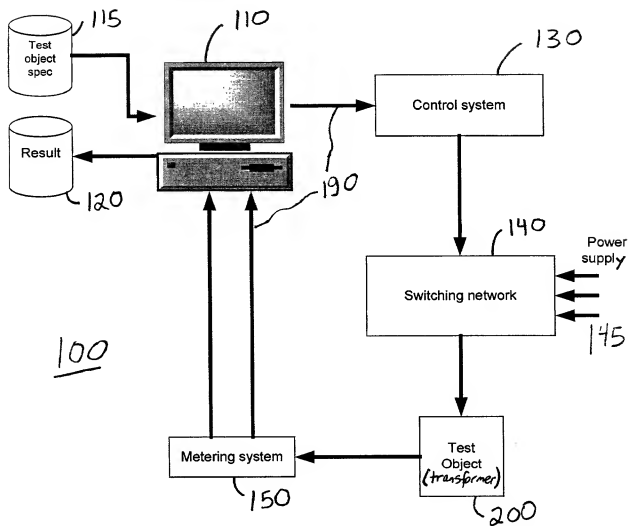 115
Test
object
spec
110
130
Control system
Result
120
190
140
Power
supply
Switching network
145
100
Metering system
150
Test
Object
(transformer)
200